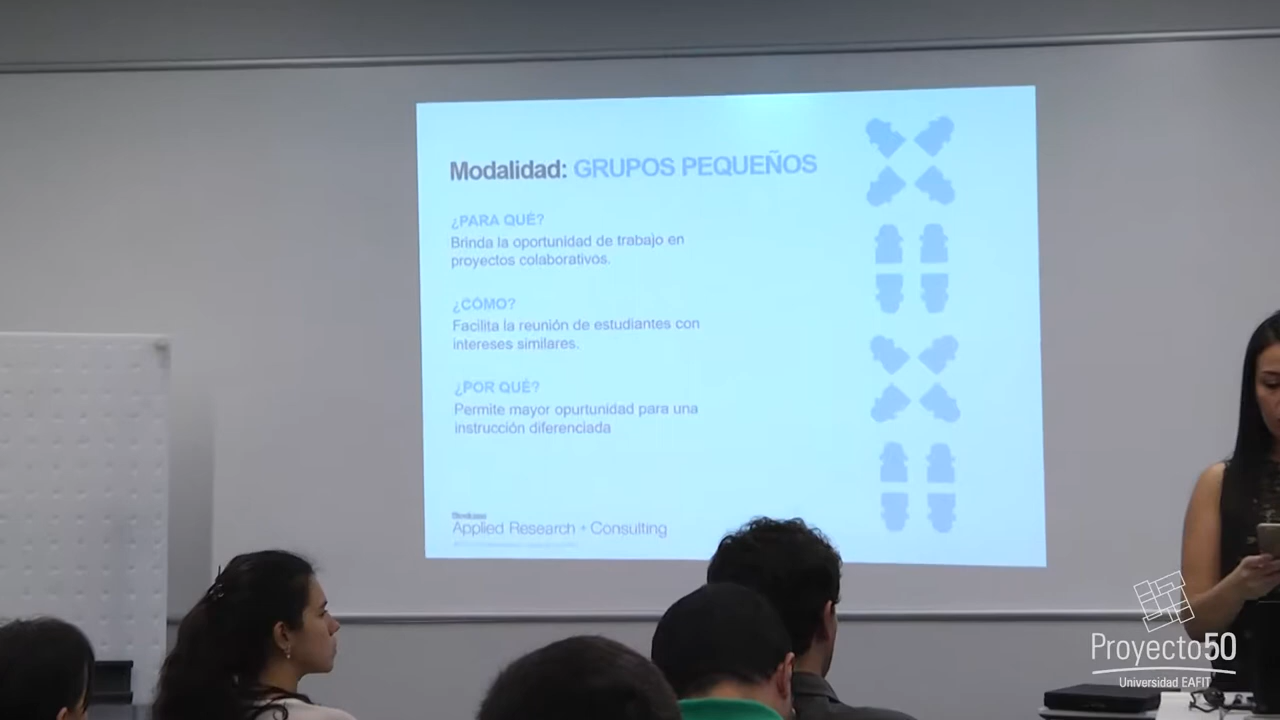 Modalidad: GRUPOS PEQUEÑOS
¿PARA QUÉ?
Brinda la oportunidad de trabajo en
proyectos colaborativos.
¿CÓMO?
Facilita la reunión de estudiantes con
intereses similares.
¿POR QUÉ?
Permite mayor opurtunidad para una
instrucción diferenciada
Steelcase
Applied Research + Consulting
Proyecto50
Universidad EAFIT